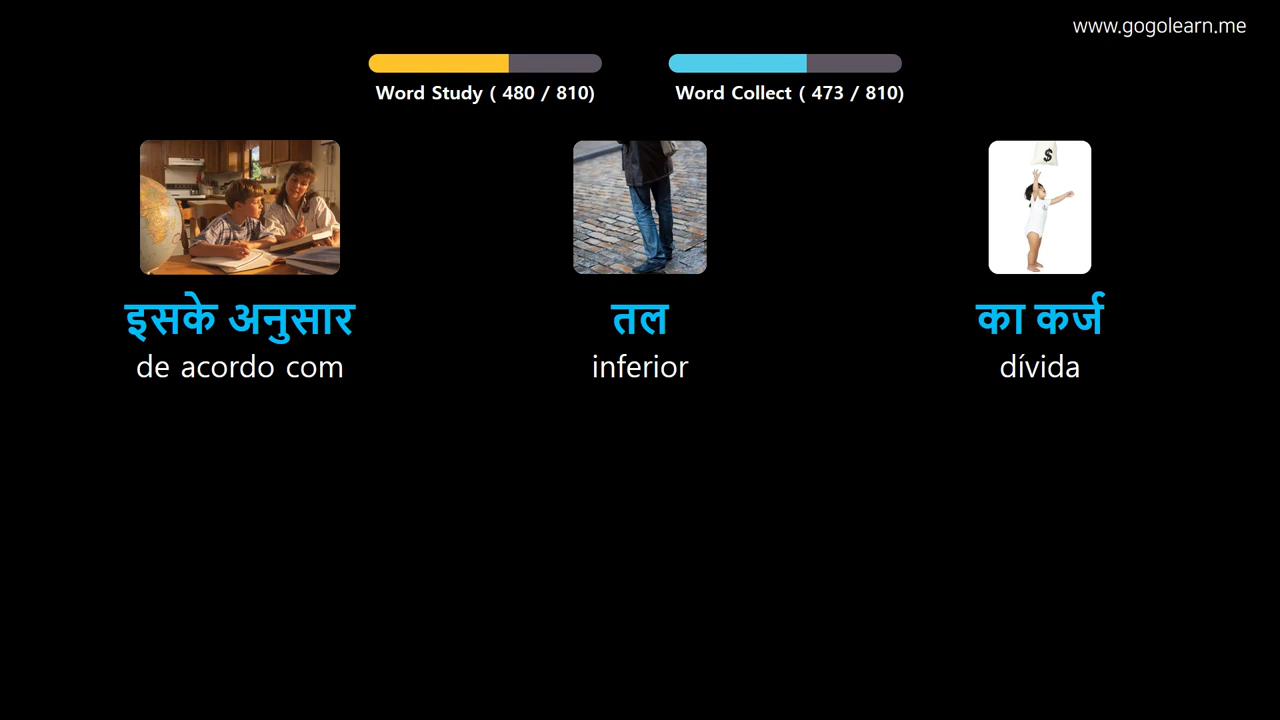 www.gogolearn.me
Word Study ( 480 / 810)
Word Collect ( 473 / 810)
$
इसके अनुसार
तल
का कर्ज
de acordo com
inferior
dívida